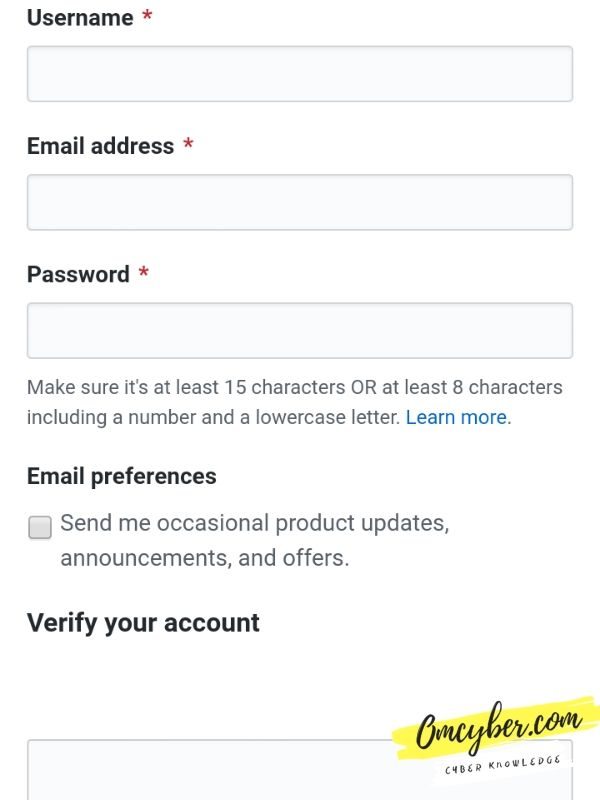 Username *
Email address *
Password *
Make sure it's at least 15 characters OR at least 8 characters
including a number and a lowercase letter. Learn more.
Email preferences
Send me occasional product updates,
announcements, and offers.
Verify your account
Omcyber.com
CYBER KNOWLEDGE